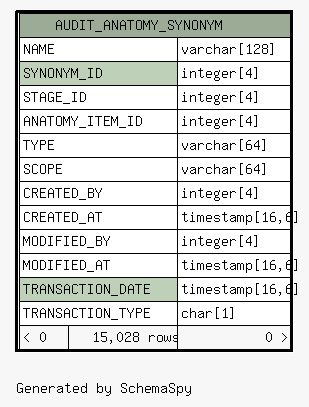 AUDIT_ANATOMY_SYNONYM
NAME varchar[128]
SYNONYM_ID integer[4]
STAGE_ID integer[4]
ANATOMY_ITEM_ID integer[4]
TYPE varchar[64]
SCOPE varchar[64]
CREATED_BY integer[4]
CREATED_AT timestamp[16,6]
MODIFIED_BY integer[4]
MODIFIED_AT timestamp[16,6]
TRANSACTION_DATE timestamp[16,6]
TRANSACTION_TYPE char[1]
< 0 15,028 rows 0 >
Generated by SchemaSpy